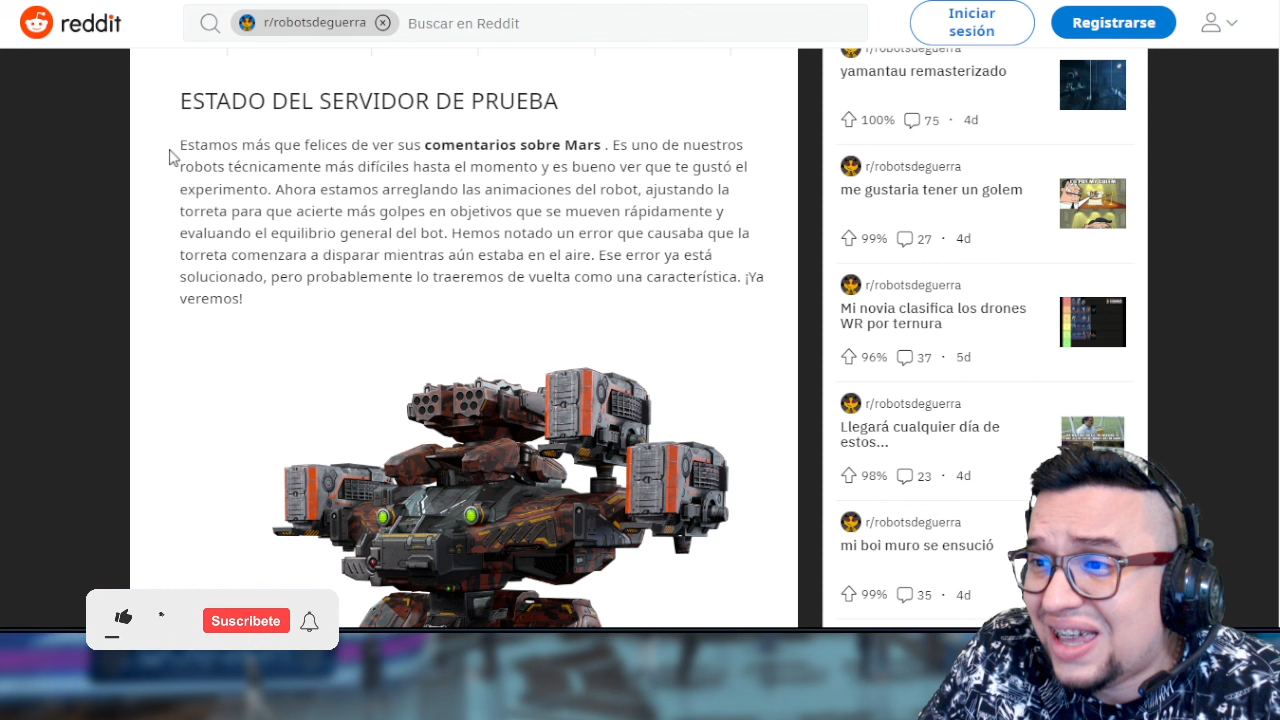 reddit
r/robotsdeguerra
Buscar en Reddit
Iniciar
sesión
Registrarse
ESTADO DEL SERVIDOR DE PRUEBA
Estamos más que felices de ver sus comentarios sobre Mars . Es uno de nuestros
robots técnicamente más difíciles hasta el momento y es bueno ver que te gustó el
experimento. Ahora estamos arreglando las animaciones del robot, ajustando la
torreta para que acierte más golpes en objetivos que se mueven rápidamente y
evaluando el equilibrio general del bot. Hemos notado un error que causaba que la
torreta comenzara a disparar mientras aún estaba en el aire. Ese error ya está
solucionado, pero probablemente lo traeremos de vuelta como una característica. ¡Ya
veremos!
r/robotsdeguerra
yamantau remasterizado
100% 75 · 4d
r/robotsdeguerra
me gustaria tener un golem
99% 27 · 4d
r/robotsdeguerra
Mi novia clasifica los drones
WR por ternura
96% 37 · 5d
r/robotsdeguerra
Llegará cualquier día de
estos...
98% 23 · 4d
r/robotsdeguerra
mi boi muro se ensució
99% 35 · 4d
Suscribete